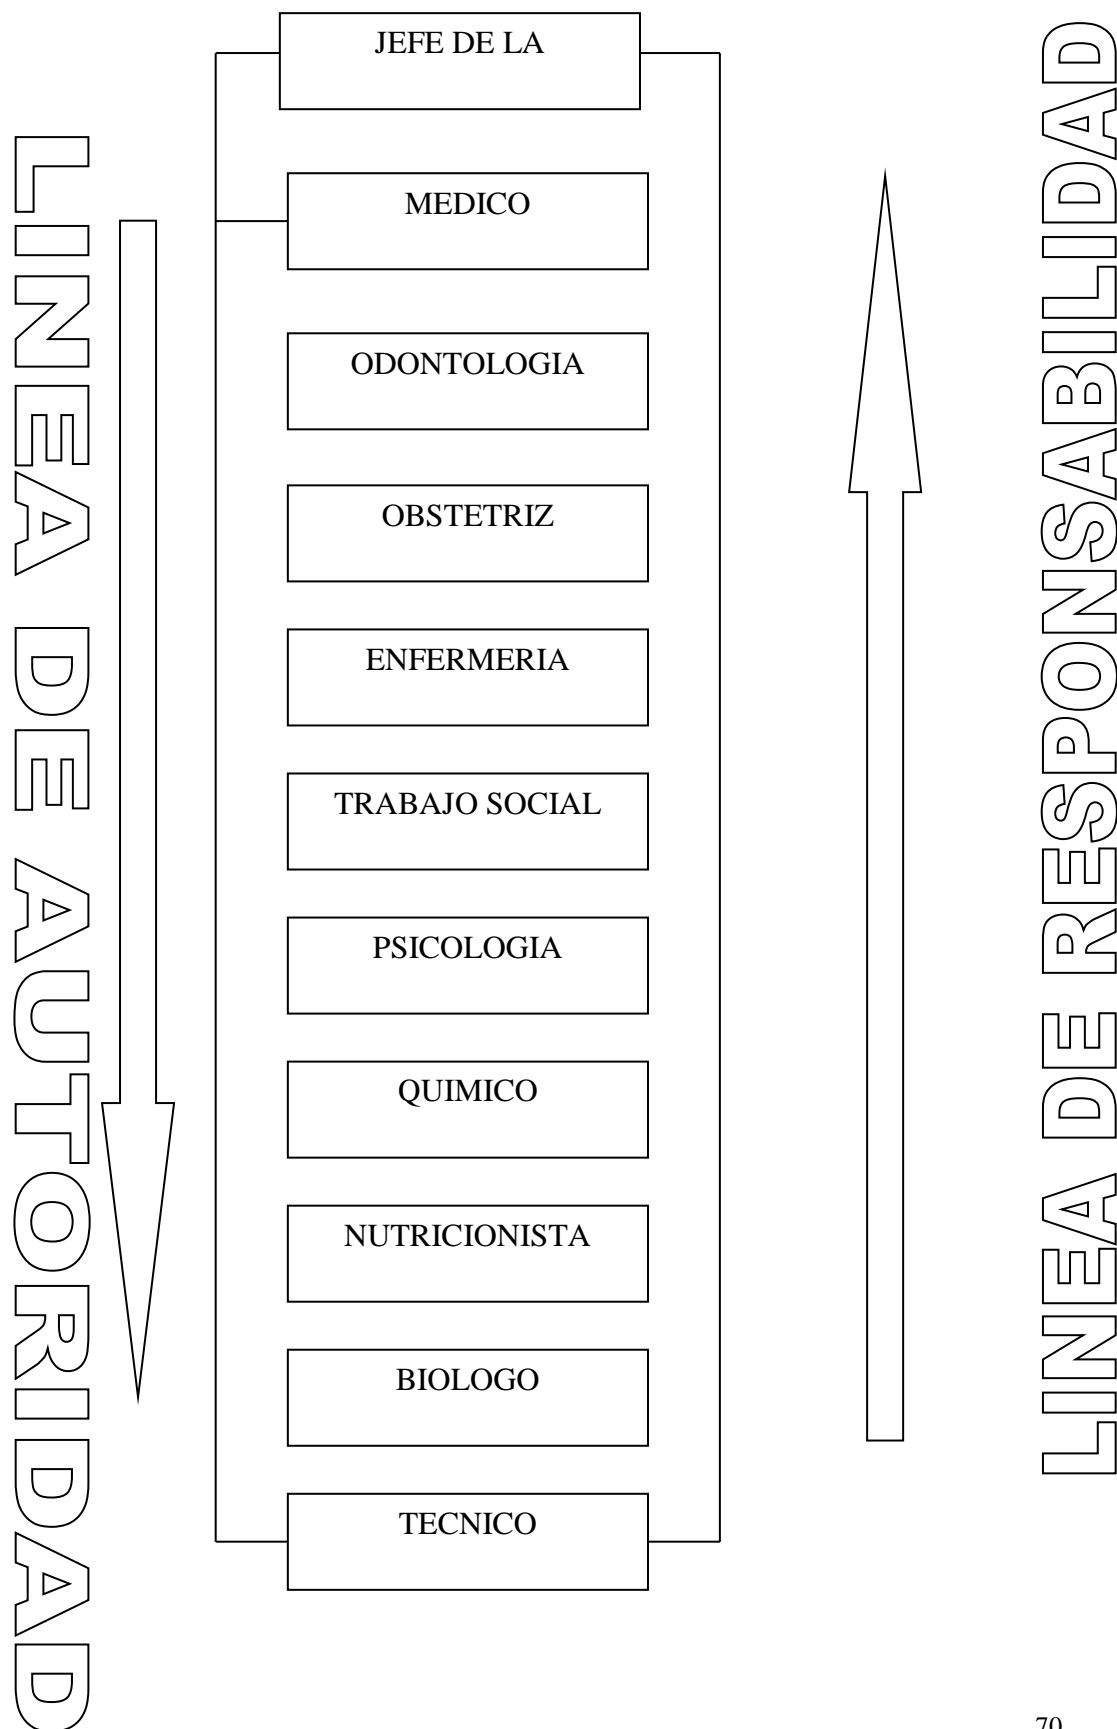 JEFE DE LA
MEDICO
ODONTOLOGIA
OBSTETRIZ
ENFERMERIA
TRABAJO SOCIAL
PSICOLOGIA
QUIMICO
NUTRICIONISTA
BIOLOGO
TECNICO
LINEA DE AUTORIDAD
LINEA DE RESPONSABILIDAD
70